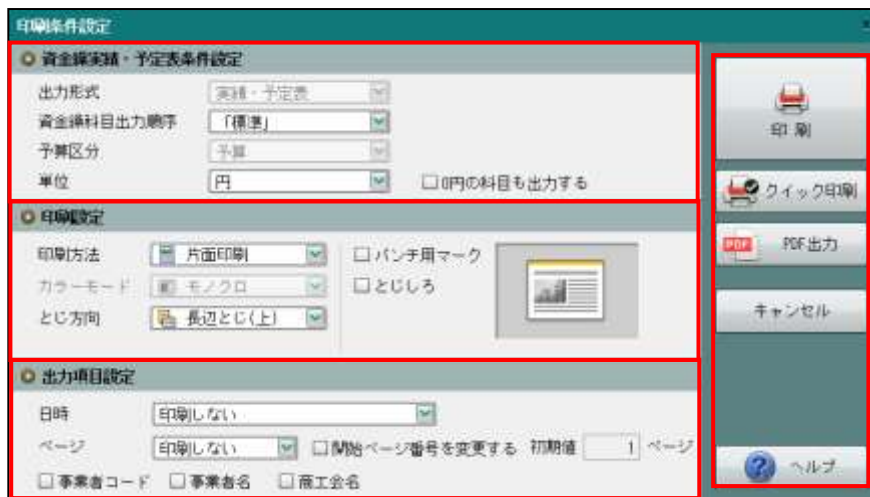 印刷条件設定
資金繰実績・予定表条件設定
出力形式 実績・予定表
資金繰科目出力順序 「標準」
予算区分 予算
単位 円 0円の科目も出力する
印刷設定
印刷方法 片面印刷 パンチ用マーク
カラーモード モノクロ とじしろ
とじ方向 長辺とじ(上)
出力項目設定
日時 印刷しない
ページ 印刷しない 開始ページ番号を変更する 初期値 1 ページ
事業者コード 事業者名 商工会名
印刷
クイック印刷
PDF PDF出力
キャンセル
? ヘルプ